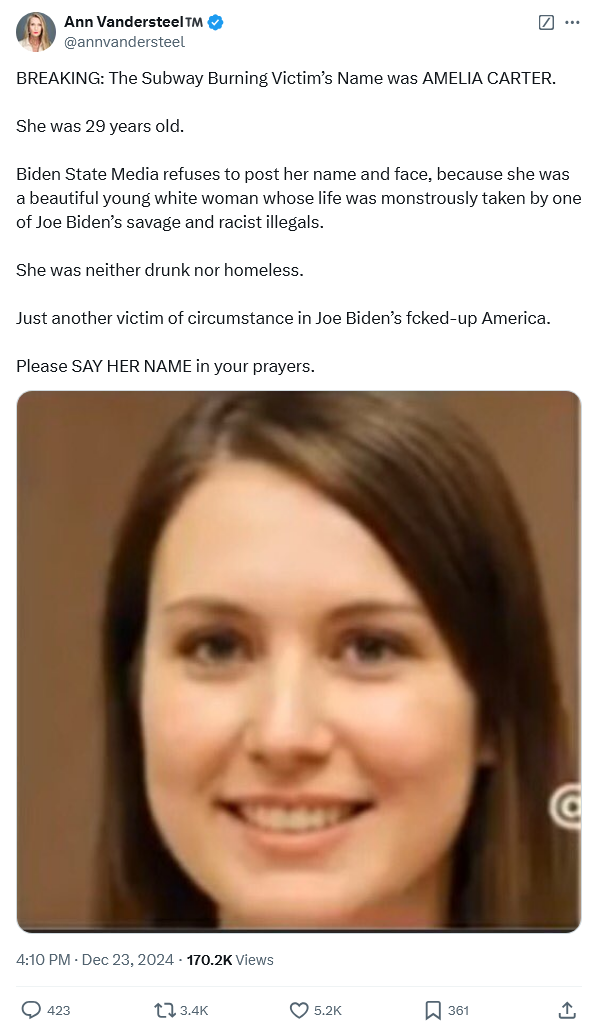 Ann Vandersteel™
@annvandersteel
BREAKING: The Subway Burning Victim's Name was AMELIA CARTER.
She was 29 years old.
Biden State Media refuses to post her name and face, because she was
a beautiful young white woman whose life was monstrously taken by one
of Joe Biden's savage and racist illegals.
She was neither drunk nor homeless.
Just another victim of circumstance in Joe Biden's fcked-up America.
Please SAY HER NAME in your prayers.
@
4:10 PM · Dec 23, 2024 · 170.2K Views
423 3.4K 5.2K 361